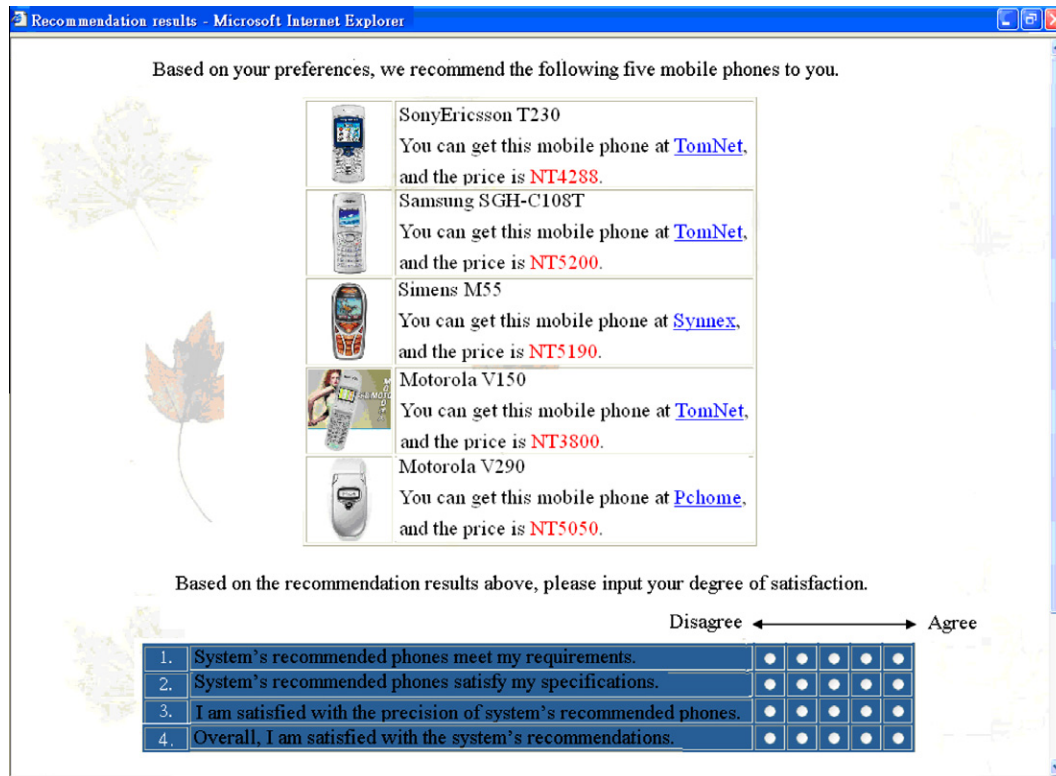 Recommendation results - Microsoft Internet Explorer
Based on your preferences, we recommend the following five mobile phones to you.
SonyEricsson T230
You can get this mobile phone at TomNet,
and the price is NT4288.
Samsung SGH-C108T
You can get this mobile phone at TomNet,
and the price is NT5200.
Simens M55
You can get this mobile phone at Synnex,
and the price is NT5190.
Motorola V150
You can get this mobile phone at TomNet,
and the price is NT3800.
Motorola V290
You can get this mobile phone at Pchome,
and the price is NT5050.
Based on the recommendation results above, please input your degree of satisfaction.
Disagree Agree
1. System's recommended phones meet my requirements.
2. System's recommended phones satisfy my specifications.
3. I am satisfied with the precision of system's recommended phones.
4. Overall, I am satisfied with the system's recommendations.